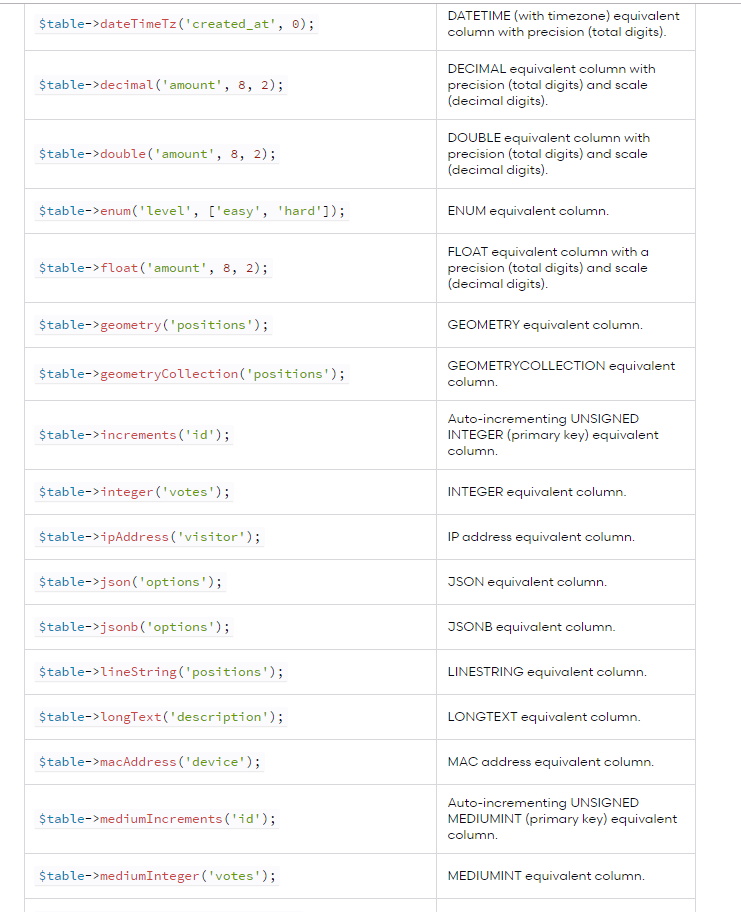 $table->dateTimeTz('created_at', 0);
DATETIME (with timezone) equivalent
column with precision (total digits).
$table->decimal('amount', 8, 2);
DECIMAL equivalent column with
precision (total digits) and scale
(decimal digits).
$table->double('amount', 8, 2);
DOUBLE equivalent column with
precision (total digits) and scale
(decimal digits).
$table->enum('level', ['easy', 'hard']);
ENUM equivalent column.
$table->float('amount', 8, 2);
FLOAT equivalent column with a
precision (total digits) and scale
(decimal digits).
$table->geometry('positions');
GEOMETRY equivalent column.
$table->geometryCollection('positions');
GEOMETRYCOLLECTION equivalent
column.
$table->increments('id');
Auto-incrementing UNSIGNED
INTEGER (primary key) equivalent
column.
$table->integer('votes');
INTEGER equivalent column.
$table->ipAddress('visitor');
IP address equivalent column.
$table->json('options');
JSON equivalent column.
$table->jsonb('options');
JSONB equivalent column.
$table->lineString('positions');
LINESTRING equivalent column.
$table->longText('description');
LONGTEXT equivalent column.
$table->macAddress('device');
MAC address equivalent column.
$table->mediumIncrements('id');
Auto-incrementing UNSIGNED
MEDIUMINT (primary key) equivalent
column.
$table->mediumInteger('votes');
MEDIUMINT equivalent column.